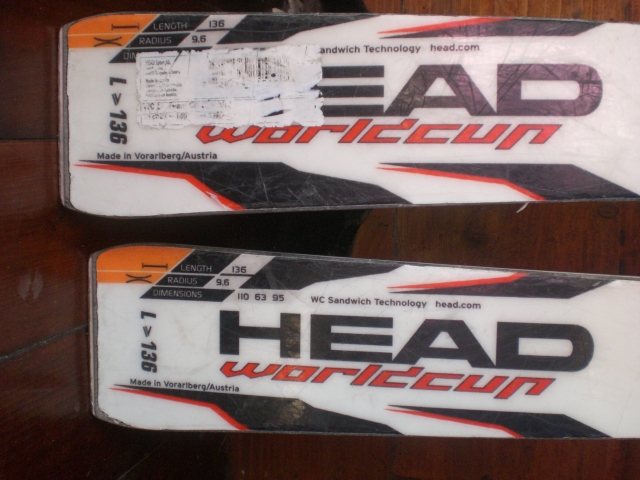 LENGTH 136
RADIUS 9.6
Sandwich Technology head.com
HEAD
worldcup
L > 136
Made in Vorarlberg/Austria
LENGTH 136
RADIUS 9.6
DIMENSIONS 110 63 95
WC Sandwich Technology head.com
HEAD
worldcup
L > 136
Made in Vorarlberg/Austria